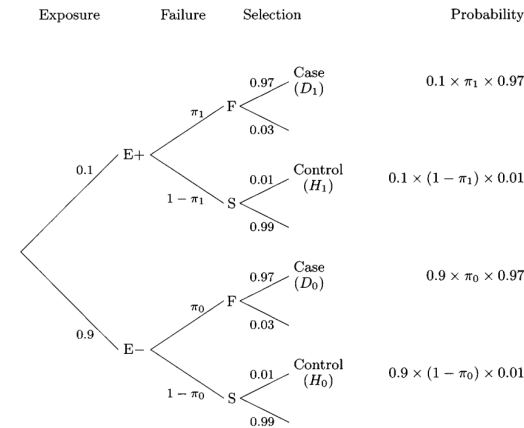 Exposure Failure Selection Probability
0.97 Case
(D₁) 0.1 × π₁ × 0.97
π₁ F
0.03
0.1 E+
0.01 Control
(H₁) 0.1 × (1 − π₁) × 0.01
1 − π₁ S
0.99
0.97 Case
(D₀) 0.9 × π₀ × 0.97
π₀ F
0.03
0.9 E−
0.01 Control
(H₀) 0.9 × (1 − π₀) × 0.01
1 − π₀ S
0.99